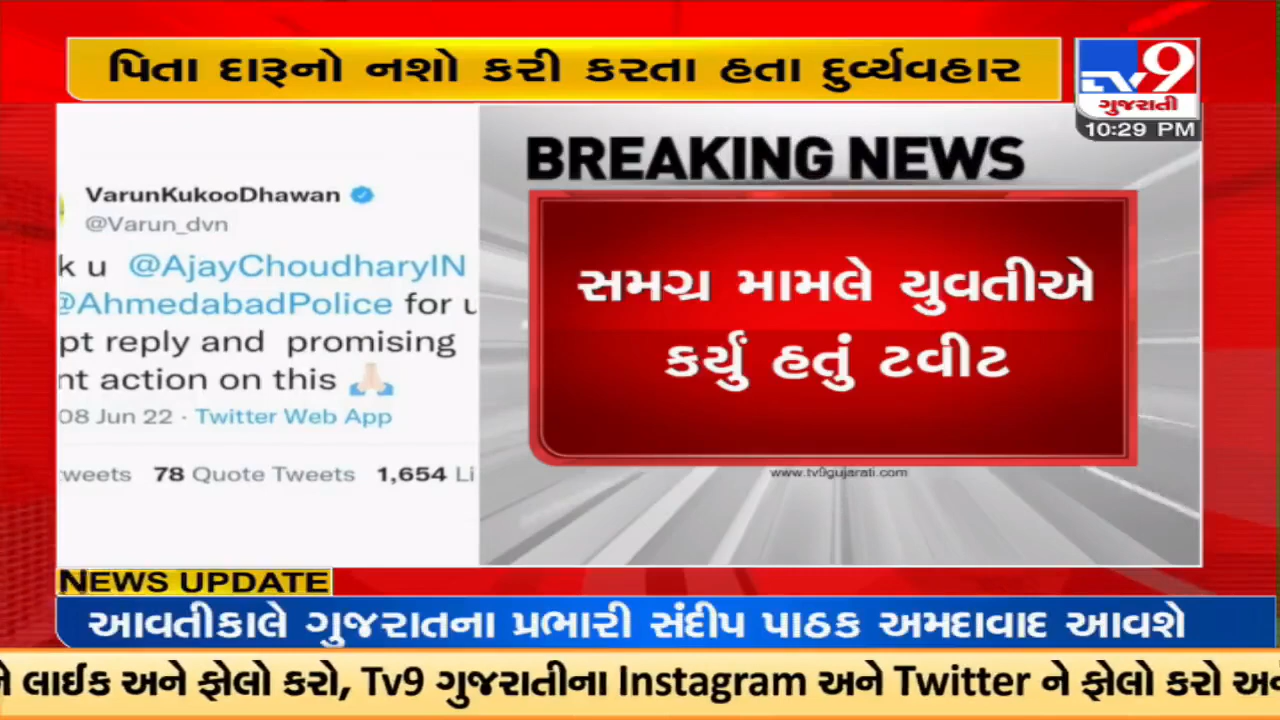 પિતા દારૂનો નશો કરી કરતા હતા દુર્વ્યવહાર
TV9
ગુજરાતી
10:29 PM
VarunKukooDhawan
@Varun_dvn
k u @AjayChoudharyIN
@AhmedabadPolice for u
pt reply and promising
nt action on this 🙏🏻
08 Jun 22 · Twitter Web App
weets 78 Quote Tweets 1,654 Li
BREAKING NEWS
સમગ્ર મામલે યુવતીએ
કર્યું હતું ટવીટ
www.tv9gujarati.com
NEWS UPDATE
આવતીકાલે ગુજરાતના પ્રભારી સંદીપ પાઠક અમદાવાદ આવશે
ને લાઈક અને ફોલો કરો, Tv9 ગુજરાતીના Instagram અને Twitter ને ફોલો કરો અને